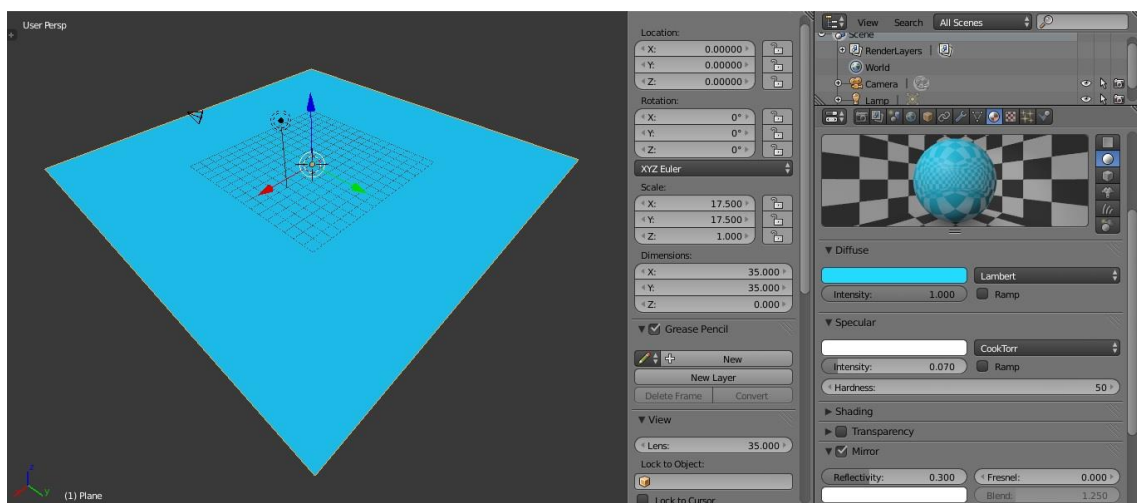 User Persp
(1) Plane
z
y
Location:
X: 0.00000
Y: 0.00000
Z: 0.00000
Rotation:
X: 0°
Y: 0°
Z: 0°
XYZ Euler
Scale:
X: 17.500
Y: 17.500
Z: 1.000
Dimensions:
X: 35.000
Y: 35.000
Z: 0.000
Grease Pencil
New
New Layer
Delete Frame Convert
View
Lens: 35.000
Lock to Object:
Lock to Cursor
View Search All Scenes
Scene
RenderLayers |
World
Camera |
Lamp |
Diffuse
Lambert
Intensity: 1.000 Ramp
Specular
CookTorr
Intensity: 0.070 Ramp
Hardness: 50
Shading
Transparency
Mirror
Reflectivity: 0.300 Fresnel: 0.000
Blend: 1.250